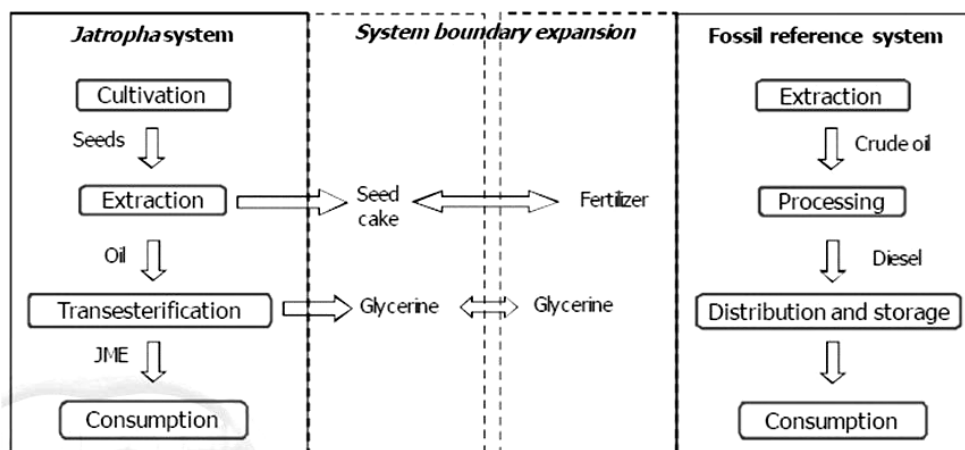 Jatropha system
System boundary expansion
Fossil reference system
Cultivation
Extraction
Seeds
Crude oil
Extraction
Seed
cake
Fertilizer
Processing
Oil
Diesel
Transesterification
Glycerine
Glycerine
Distribution and storage
JME
Consumption
Consumption